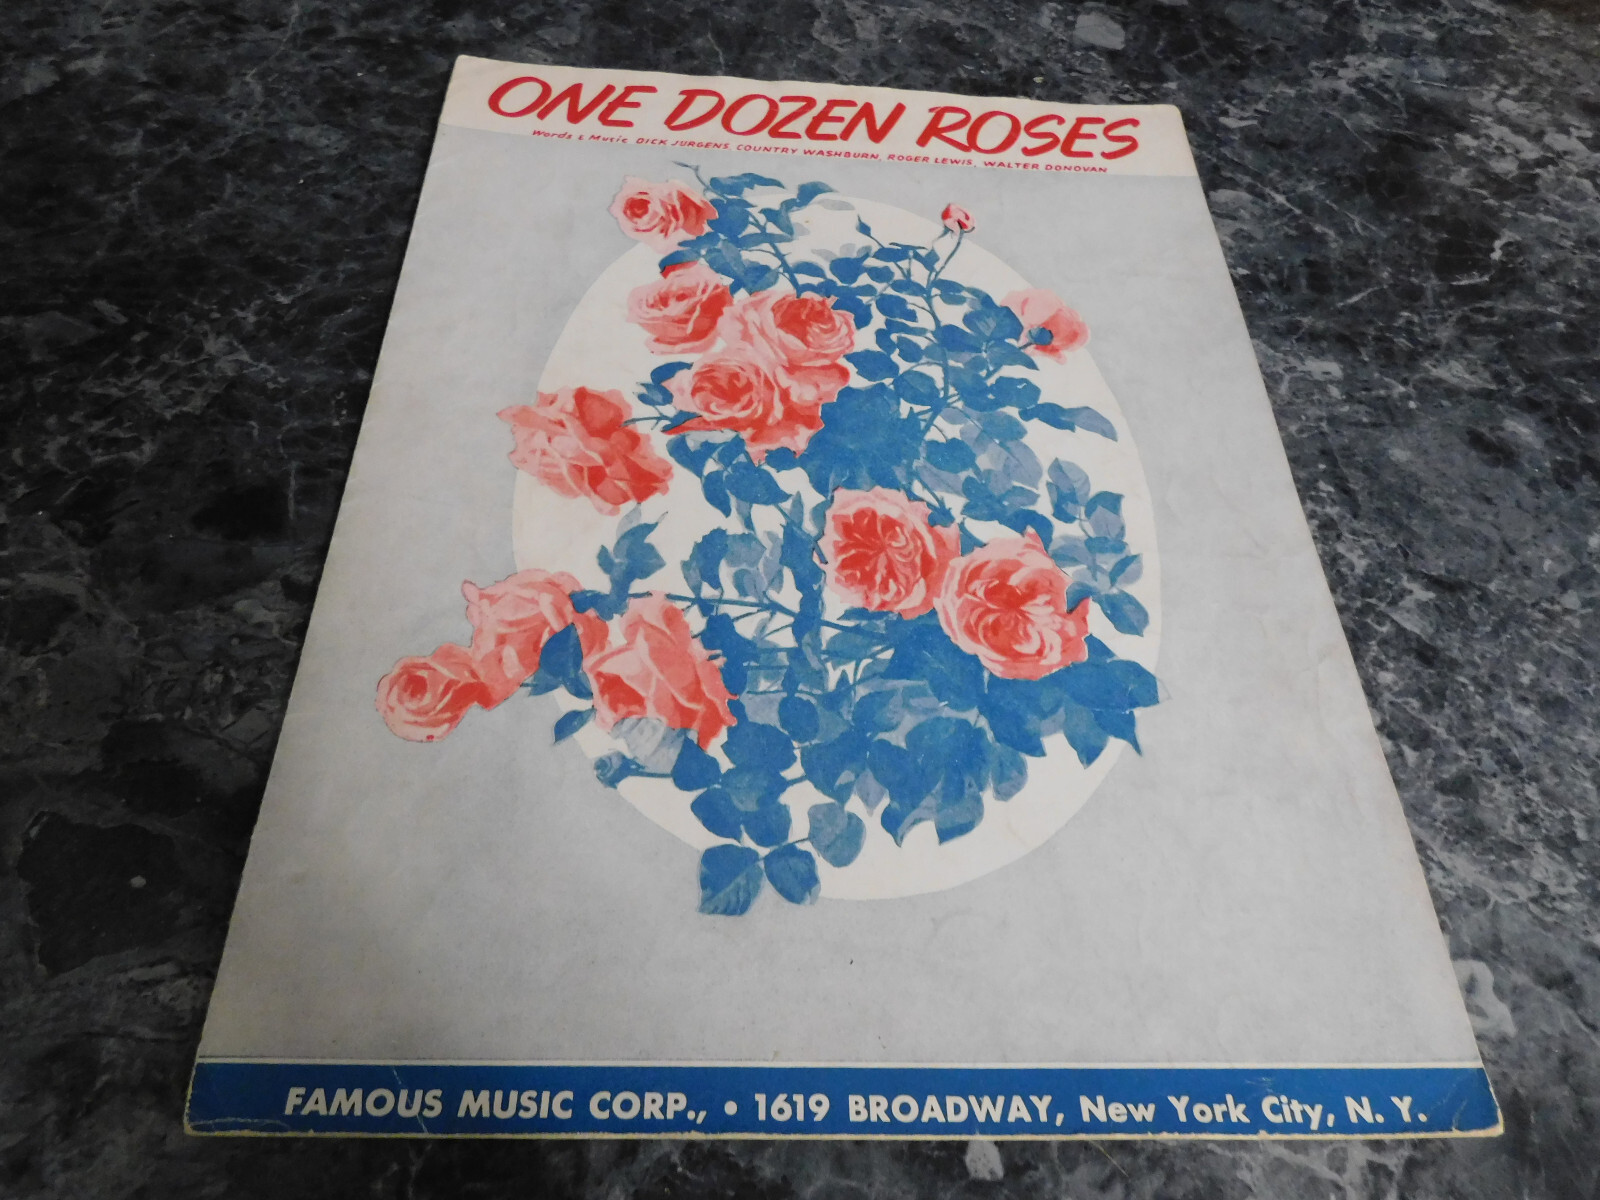 ONE DOZEN ROSES
Words & Music DICK JURGENS, COUNTRY WASHBURN, ROGER LEWIS, WALTER DONOVAN
FAMOUS MUSIC CORP., • 1619 BROADWAY, New York City, N. Y.